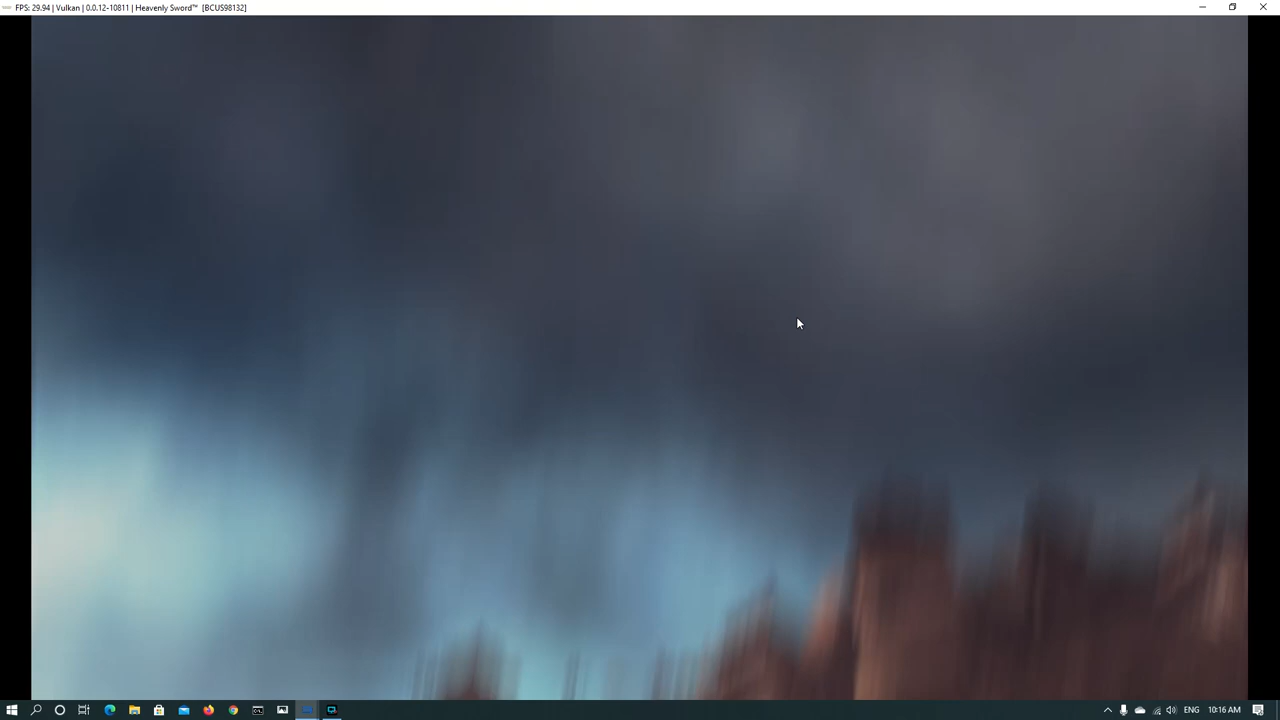 FPS: 29.94 | Vulkan | 0.0.12-10811 | Heavenly Sword™ [BCUS98132]
ENG 10:16 AM